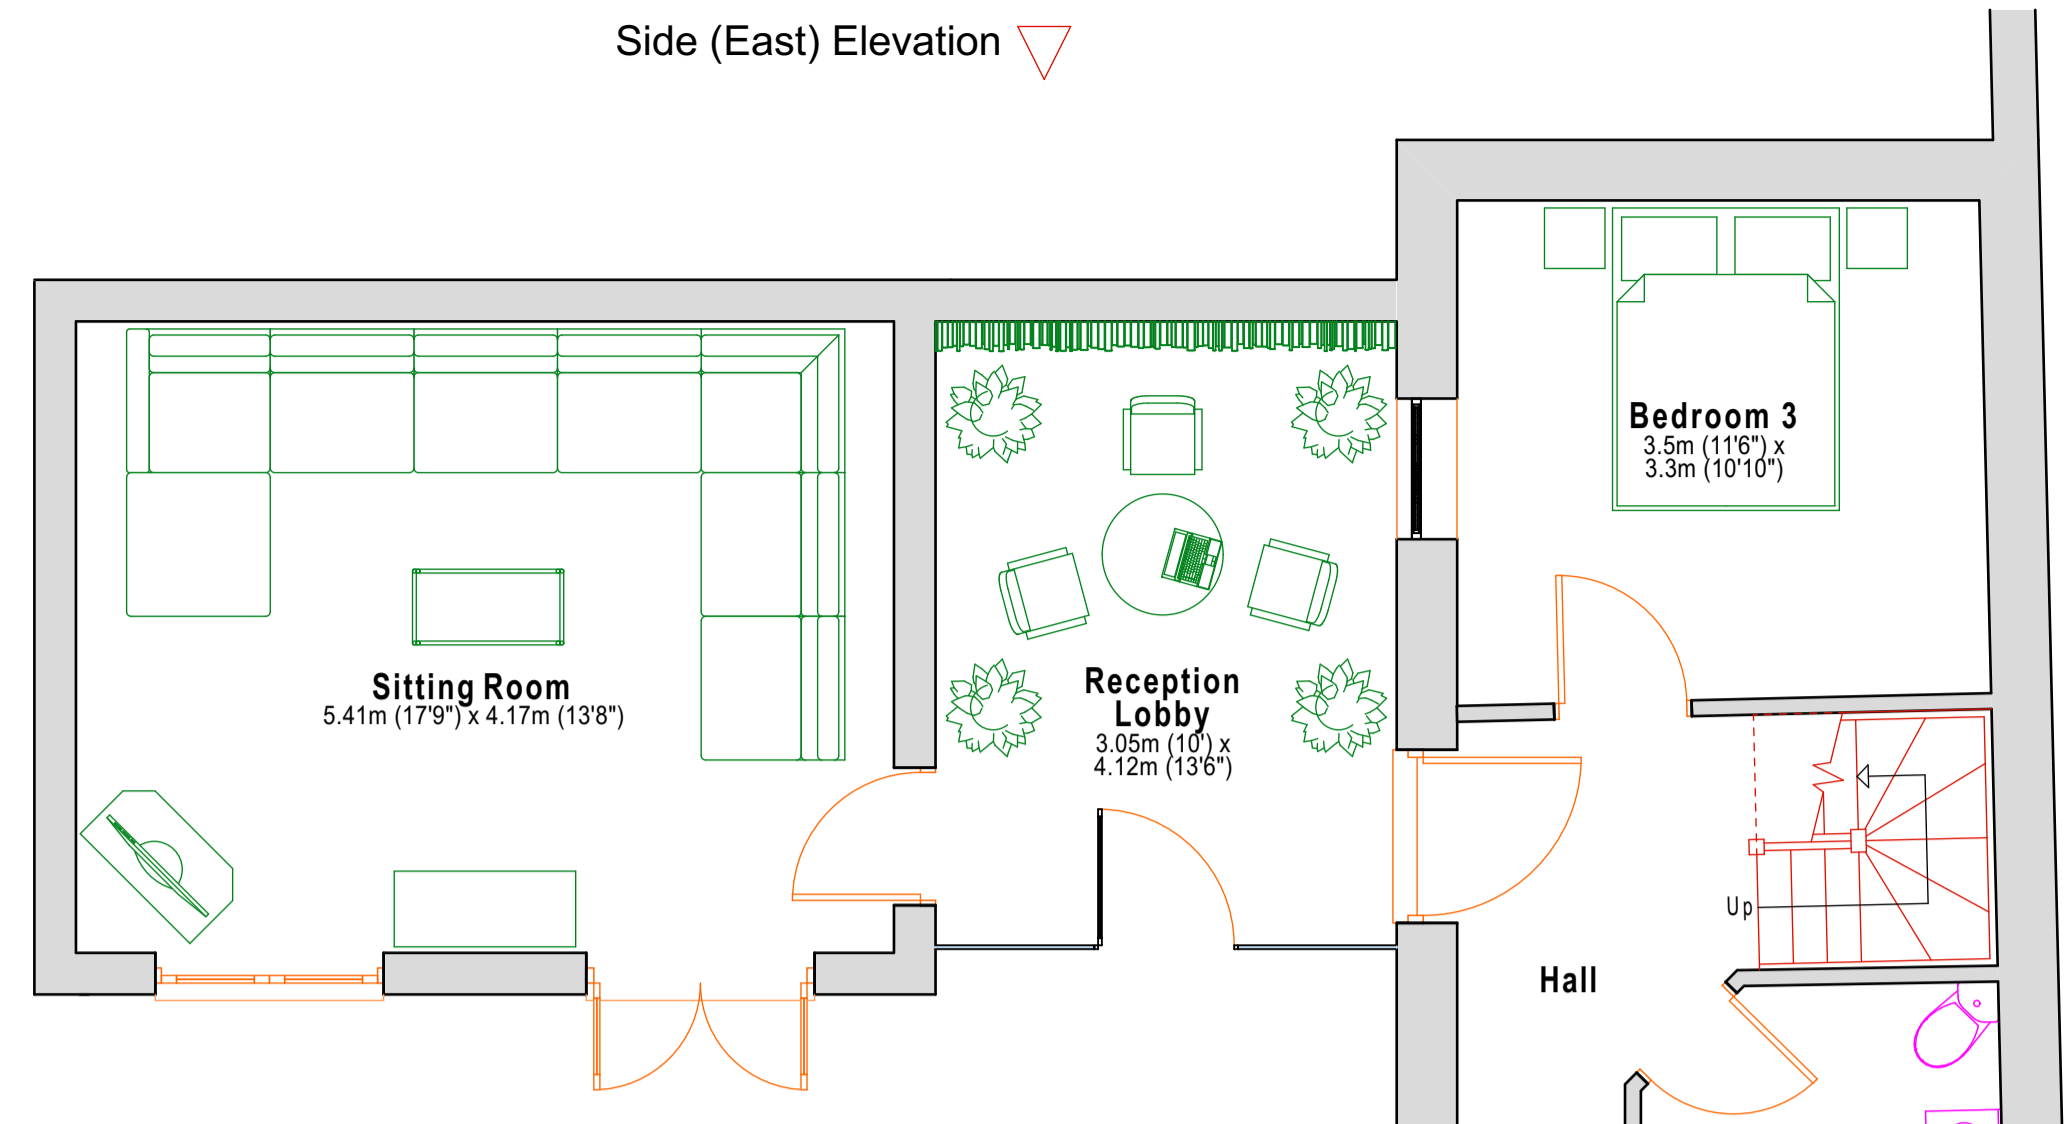 Side (East) Elevation
Bedroom 3
3.5m (11'6") x
3.3m (10'10")
Sitting Room
5.41m (17'9") x 4.17m (13'8")
Reception
Lobby
3.05m (10') x
4.12m (13'6")
Up
Hall